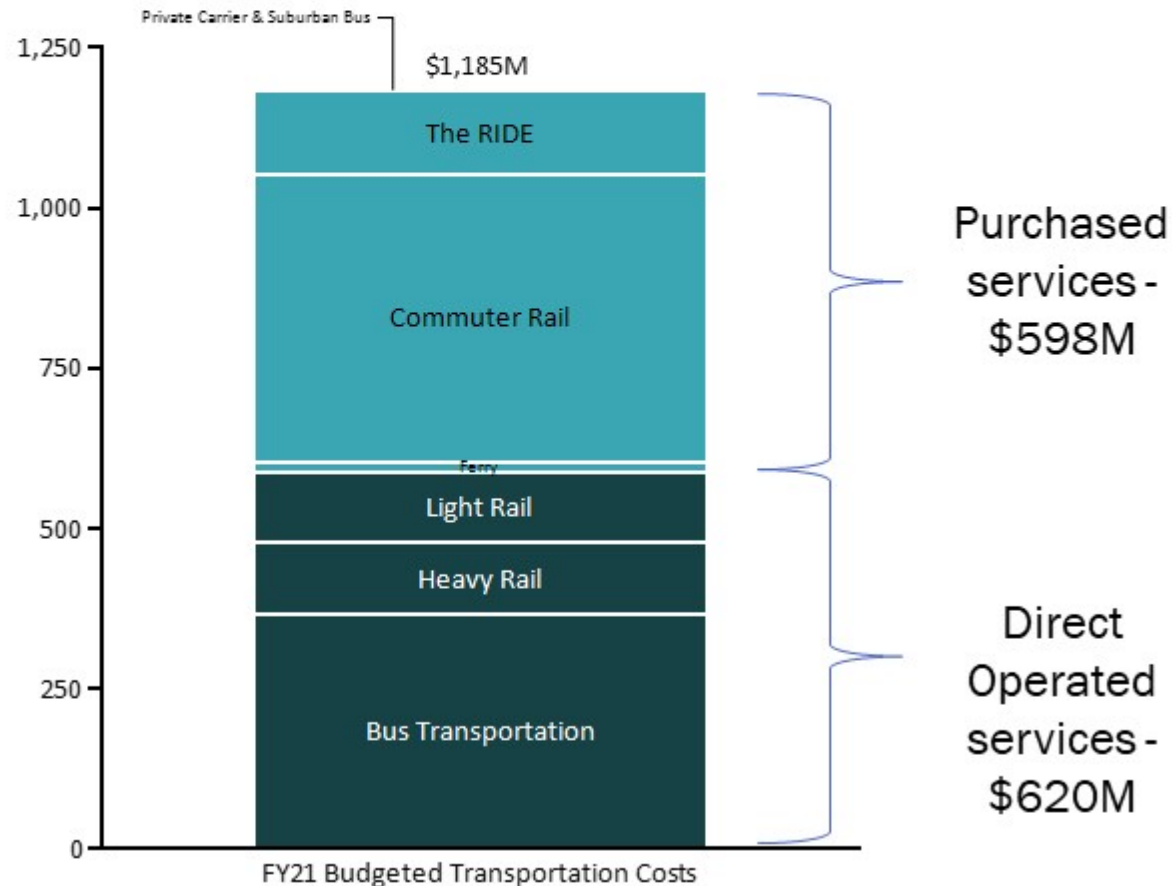 Private Carrier & Suburban Bus
1,250
$1,185M
The RIDE
1,000
Commuter Rail
750
Ferry
Light Rail
500
Heavy Rail
250
Bus Transportation
0
FY21 Budgeted Transportation Costs
Purchased
services -
$598M
Direct
Operated
services -
$620M